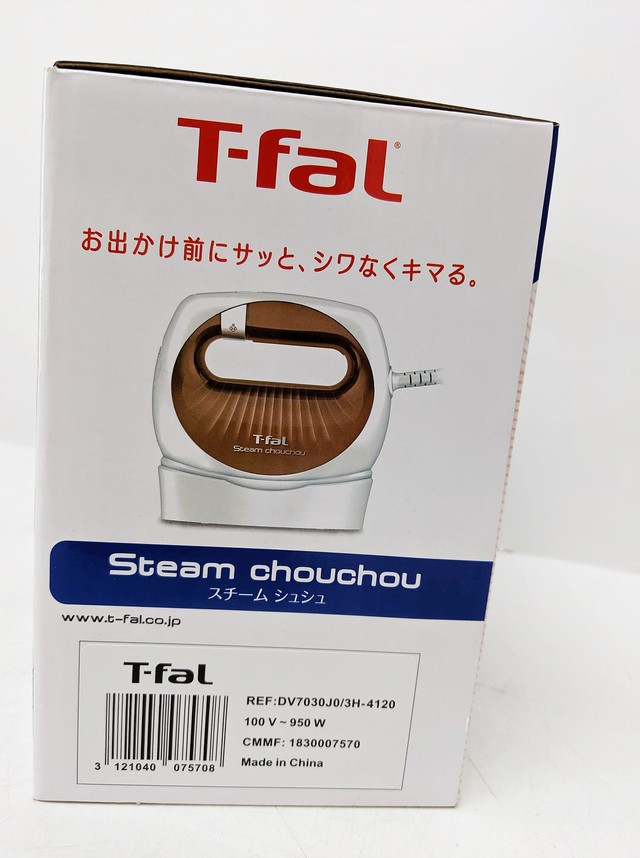 T-fal®
お出かけ前にサッと、シワなくキマる。
T-fal
Steam chouchou
Steam chouchou
スチーム シュシュ
www.t-fal.co.jp
T-fal
REF:DV7030J0/3H-4120
100 V ~ 950 W
CMMF: 1830007570
Made in China
3 121040 075708